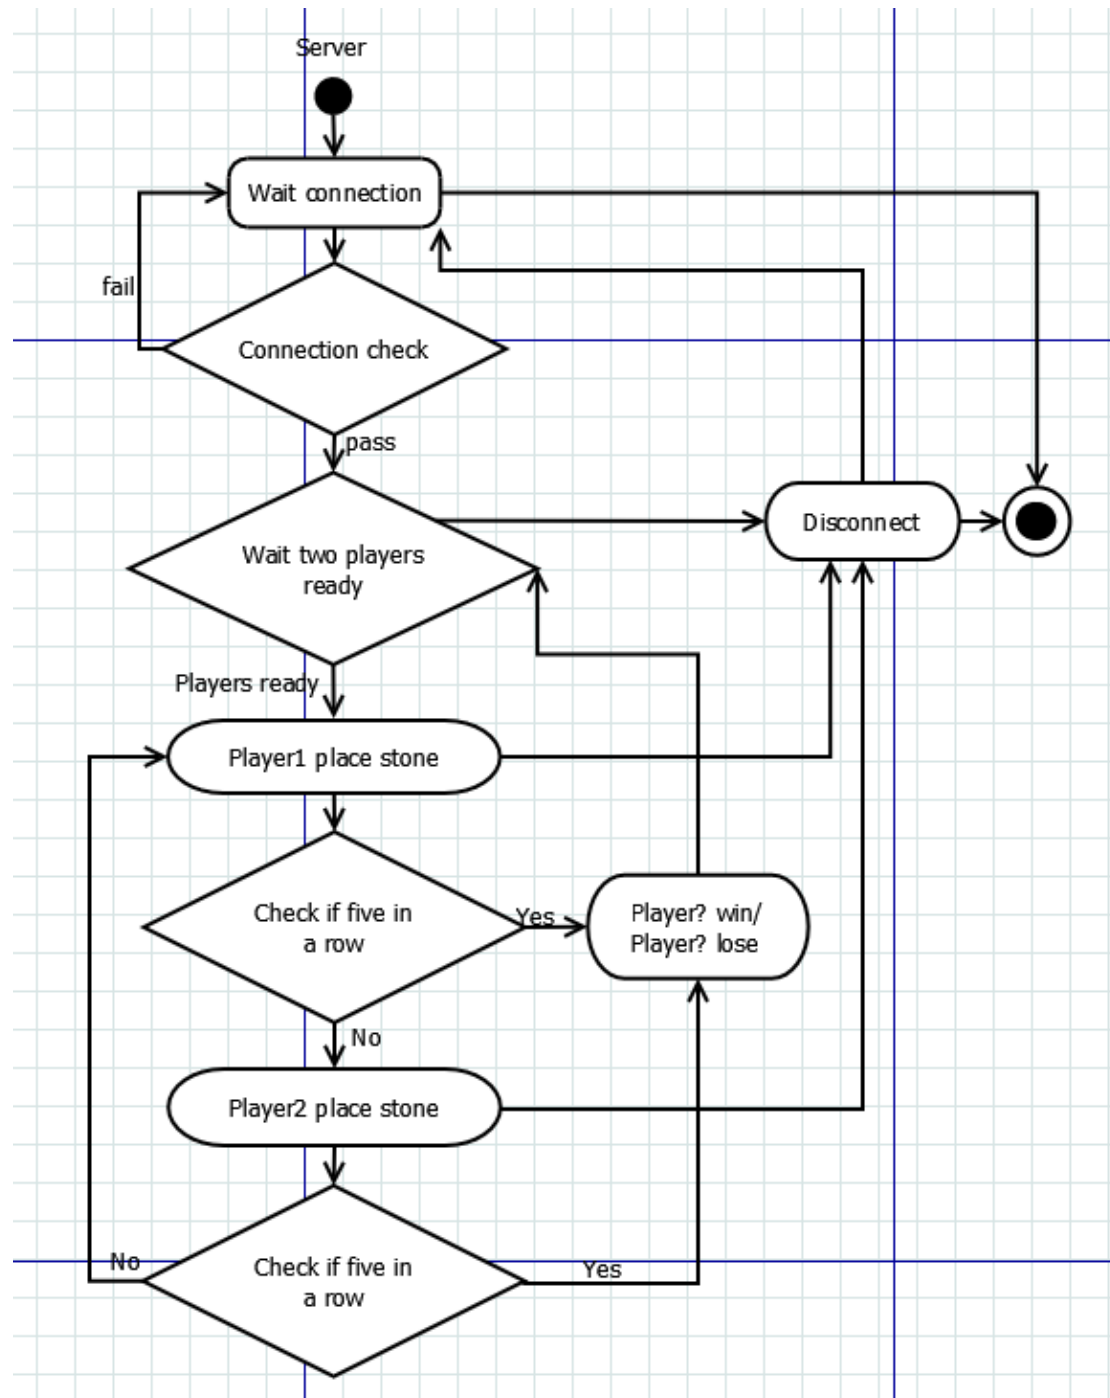 Server
Wait connection
fail
Connection check
pass
Wait two players
ready
Disconnect
Players ready
Player1 place stone
Check if five in
a row
Yes
Player? win/
Player? lose
No
Player2 place stone
No
Check if five in
a row
Yes